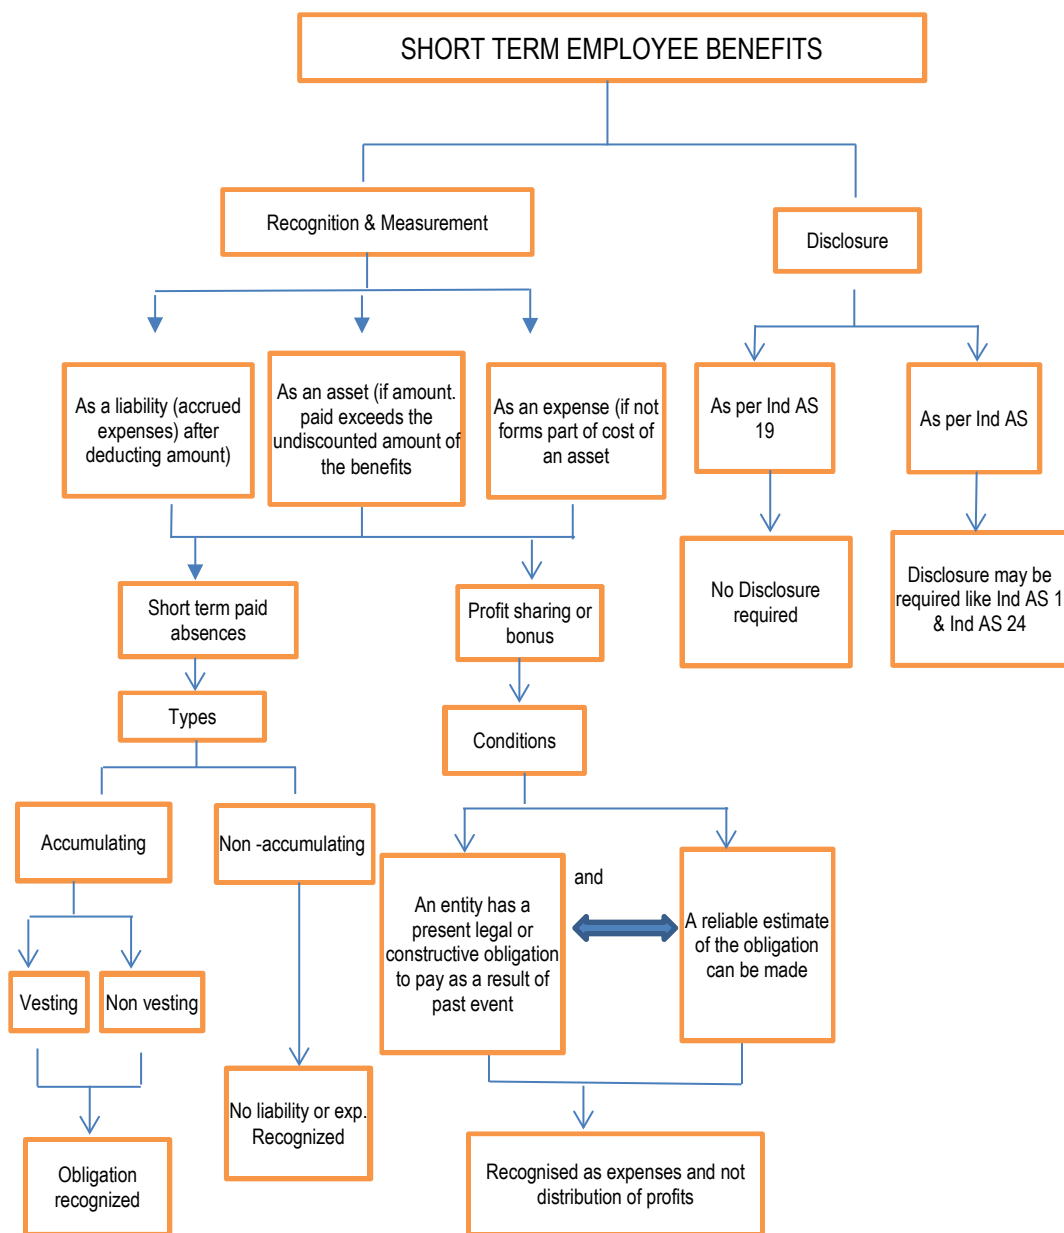 SHORT TERM EMPLOYEE BENEFITS
Recognition & Measurement
Disclosure
As a liability (accrued
expenses) after
deducting amount)
As an asset (if amount.
paid exceeds the
undiscounted amount of
the benefits
As an expense (if not
forms part of cost of
an asset
As per Ind AS
19
As per Ind AS
Short term paid
absences
Profit sharing or
bonus
No Disclosure
required
Disclosure may be
required like Ind AS 1
& Ind AS 24
Types
Conditions
Accumulating
Non -accumulating
An entity has a
present legal or
constructive obligation
to pay as a result of
past event
and
A reliable estimate
of the obligation
can be made
Vesting
Non vesting
No liability or exp.
Recognized
Obligation
recognized
Recognised as expenses and not
distribution of profits